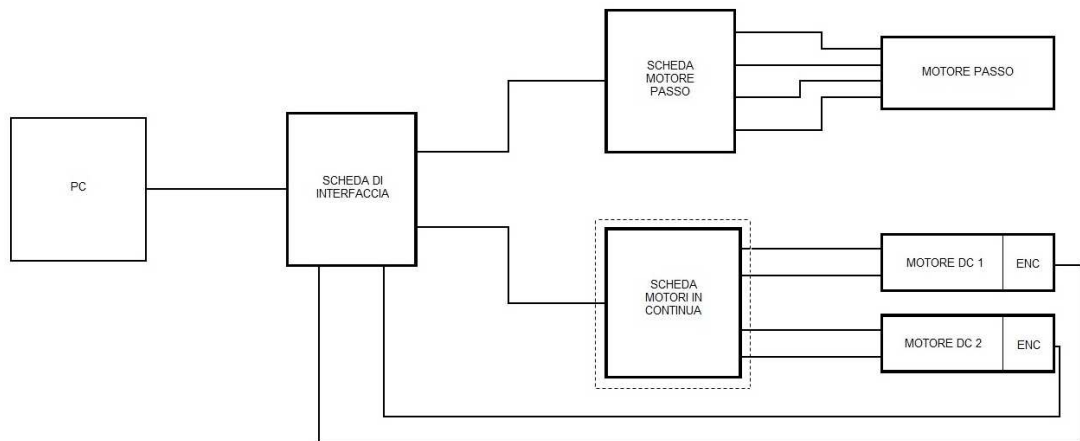 PC
SCHEDA DI
INTERFACCIA
SCHEDA
MOTORE
PASSO
MOTORE PASSO
SCHEDA
MOTORI IN
CONTINUA
MOTORE DC 1
ENC
MOTORE DC 2
ENC